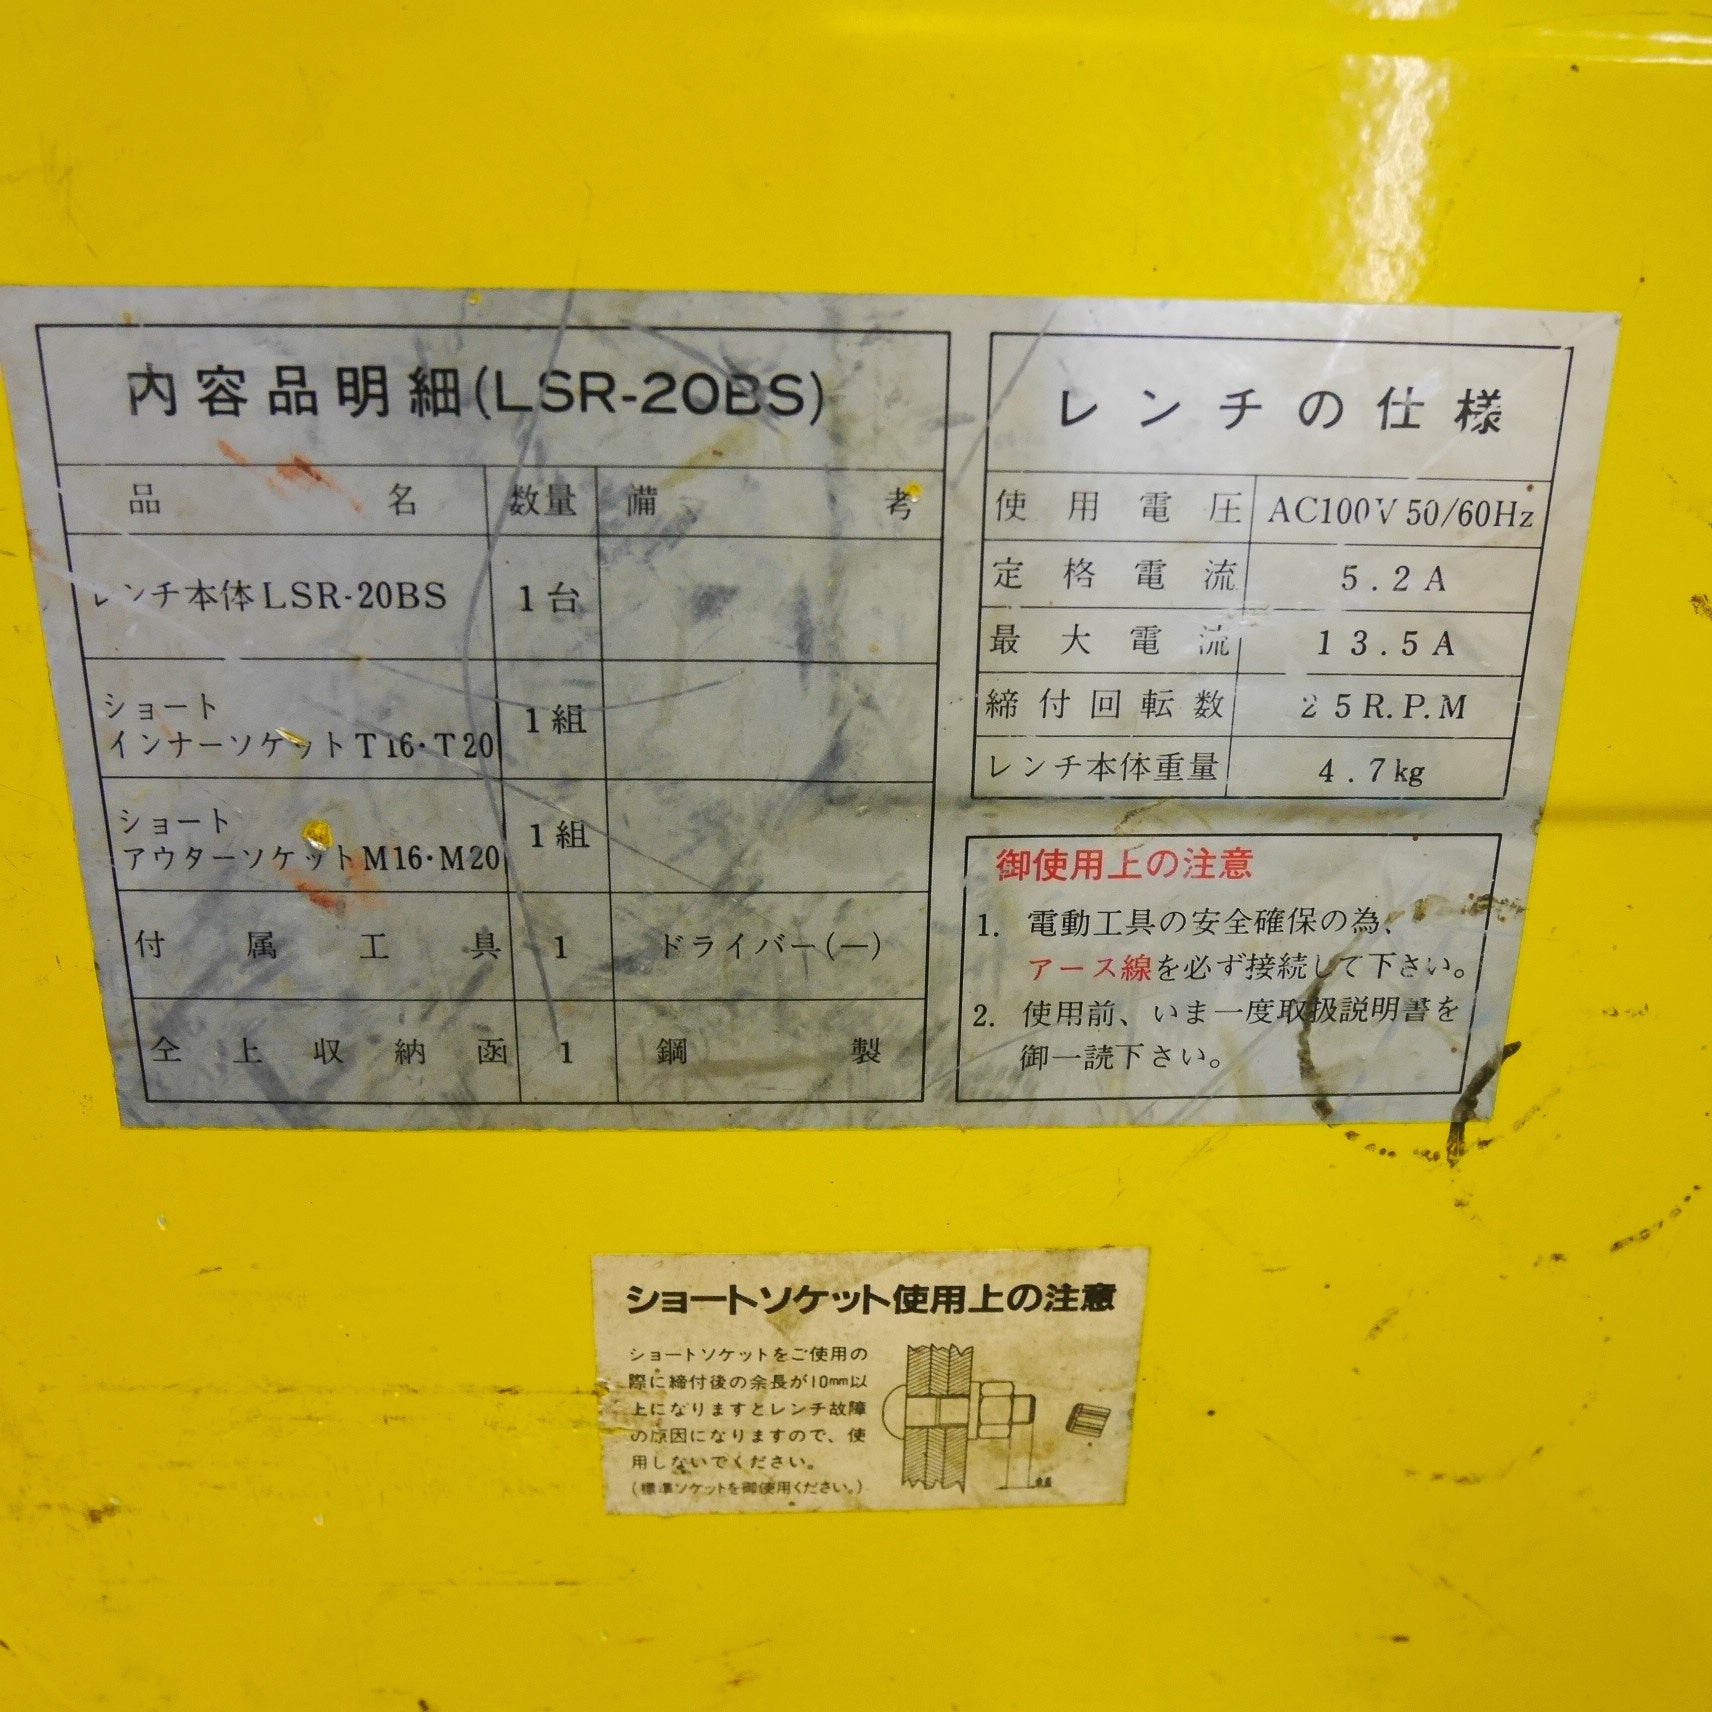 内容品明細(LSR-20BS)
品名 数量 備考
レンチ本体LSR-20BS 1台
ショート
インナーソケットT16・T20 1組
ショート
アウターソケットM16・M20 1組
付属工具 1 ドライバー(一)
仝上収納函 1 鋼製
レンチの仕様
使用電圧 AC100V 50/60Hz
定格電流 5.2A
最大電流 13.5A
締付回転数 25R.P.M
レンチ本体重量 4.7kg
御使用上の注意
1. 電動工具の安全確保の為、
アース線を必ず接続して下さい。
2. 使用前、いま一度取扱説明書を
御一読下さい。
ショートソケット使用上の注意
ショートソケットをご使用の
際に締付後の余長が10mm以
上になりますとレンチ故障
の原因になりますので、使
用しないでください。
(標準ソケットを御使用ください。)
余長